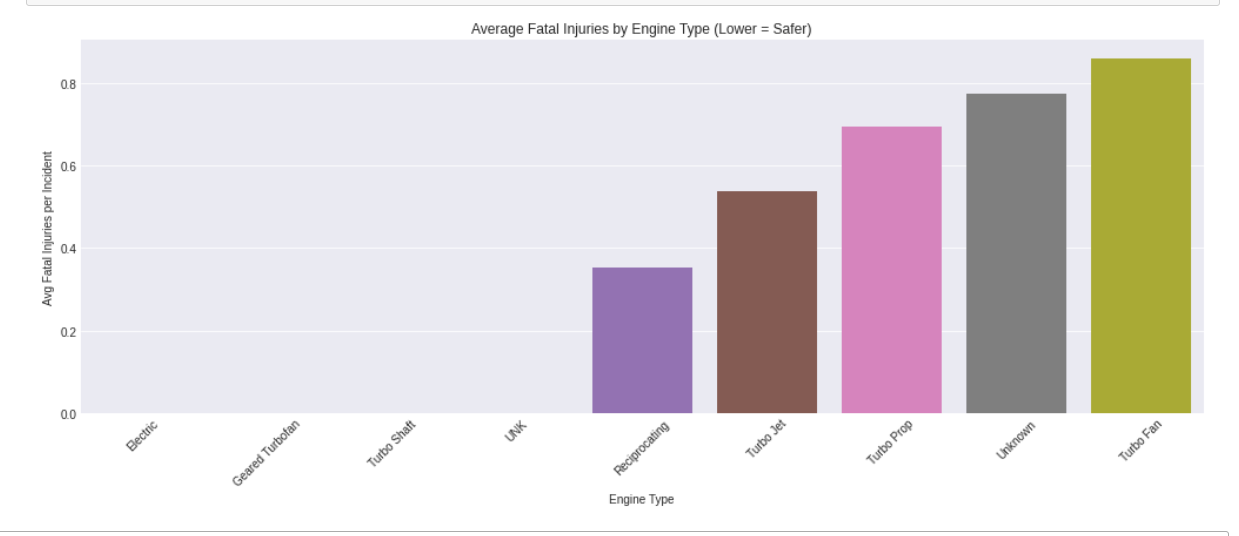 Average Fatal Injuries by Engine Type (Lower = Safer)
Avg Fatal Injuries per Incident
0.8
0.6
0.4
0.2
0.0
Electric
Geared Turbofan
Turbo Shaft
UNK
Reciprocating
Turbo Jet
Turbo Prop
Unknown
Turbo Fan
Engine Type